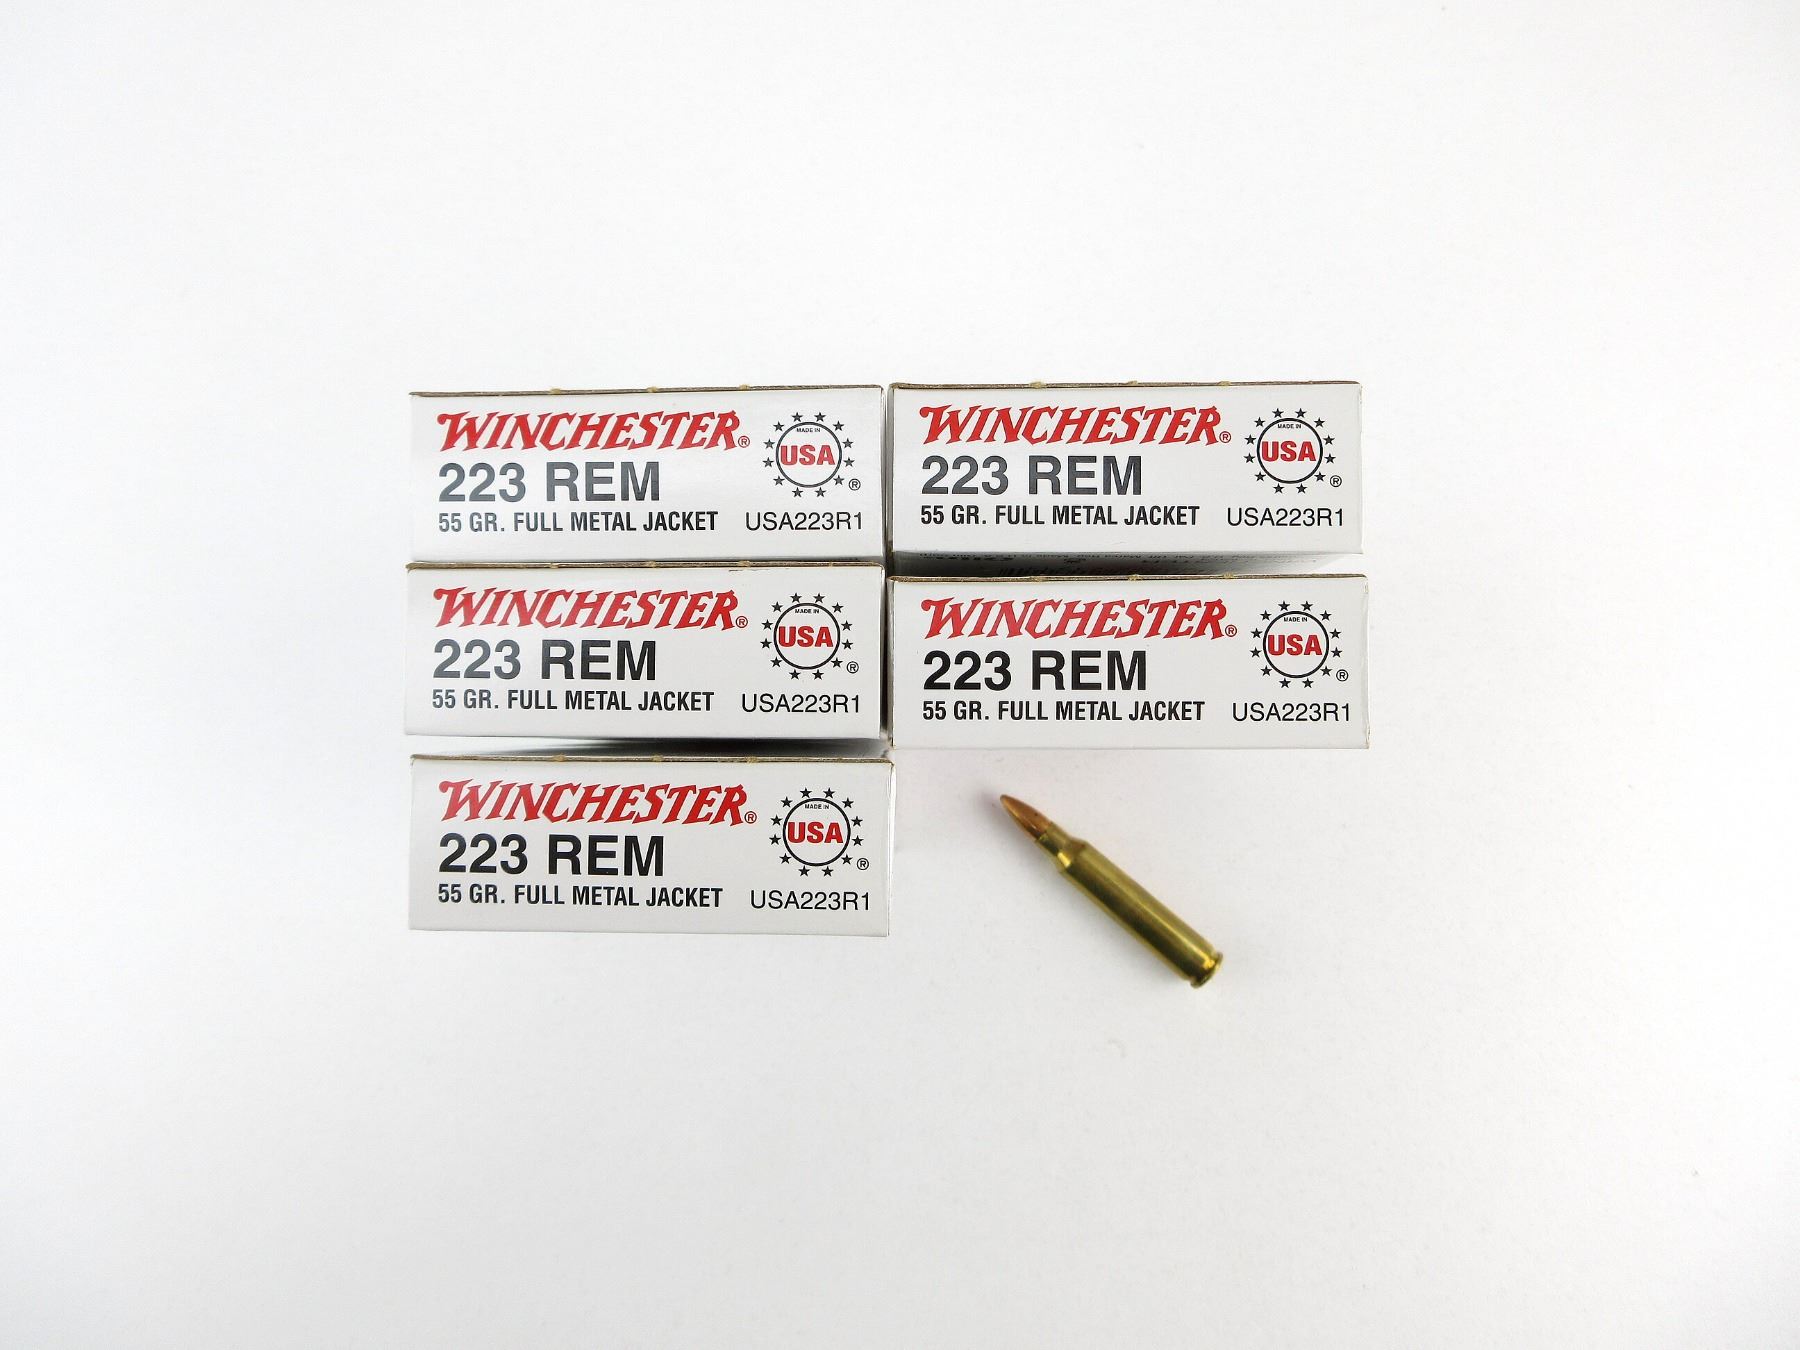 WINCHESTER®
223 REM
55 GR. FULL METAL JACKET
MADE IN
USA
®
USA223R1
WINCHESTER®
223 REM
55 GR. FULL METAL JACKET
MADE IN
USA
®
USA223R1
WINCHESTER®
223 REM
55 GR. FULL METAL JACKET
MADE IN
USA
®
USA223R1
WINCHESTER®
223 REM
55 GR. FULL METAL JACKET
MADE IN
USA
®
USA223R1
WINCHESTER®
223 REM
55 GR. FULL METAL JACKET
MADE IN
USA
®
USA223R1